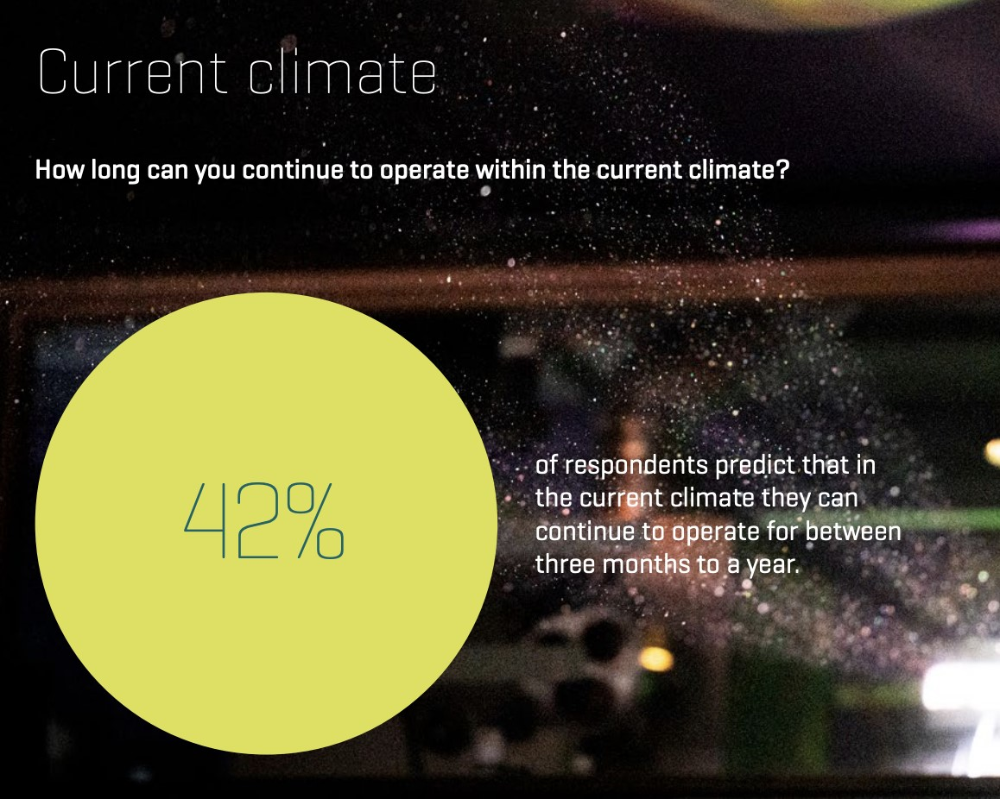 Current climate
How long can you continue to operate within the current climate?
42%
of respondents predict that in
the current climate they can
continue to operate for between
three months to a year.